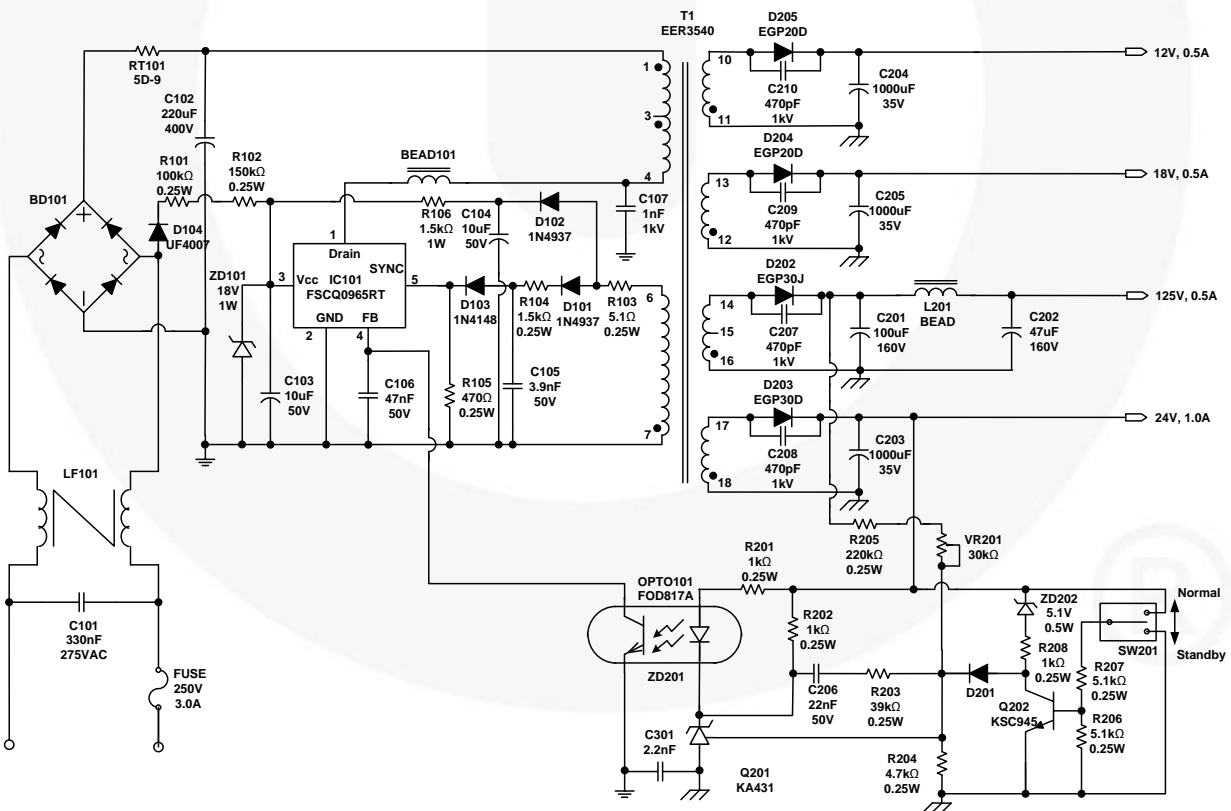 T1
EER3540
RT101
5D-9
C102
220uF
400V
R101
100kΩ
0.25W
R102
150kΩ
0.25W
BD101
D104
UF4007
BEAD101
1
3
4
C107
1nF
1kV
R106
1.5kΩ
1W
C104
10uF
50V
D102
1N4937
ZD101
18V
1W
1
Drain
3
Vcc
IC101
FSCQ0965RT
SYNC
5
GND
FB
2
4
D103
1N4148
R104
1.5kΩ
0.25W
D101
1N4937
R103
5.1Ω
0.25W
6
7
C103
10uF
50V
C106
47nF
50V
R105
470Ω
0.25W
C105
3.9nF
50V
LF101
C101
330nF
275VAC
FUSE
250V
3.0A
D205
EGP20D
10
11
C210
470pF
1kV
C204
1000uF
35V
12V, 0.5A
D204
EGP20D
13
12
C209
470pF
1kV
C205
1000uF
35V
18V, 0.5A
D202
EGP30J
14
15
16
C207
470pF
1kV
C201
100uF
160V
L201
BEAD
C202
47uF
160V
125V, 0.5A
D203
EGP30D
17
18
C208
470pF
1kV
C203
1000uF
35V
24V, 1.0A
R205
220kΩ
0.25W
VR201
30kΩ
OPTO101
FOD817A
R201
1kΩ
0.25W
R202
1kΩ
0.25W
ZD201
C206
22nF
50V
R203
39kΩ
0.25W
D201
ZD202
5.1V
0.5W
R208
1kΩ
0.25W
Q202
KSC945
R207
5.1kΩ
0.25W
R206
5.1kΩ
0.25W
SW201
Normal
Standby
C301
2.2nF
Q201
KA431
R204
4.7kΩ
0.25W
®